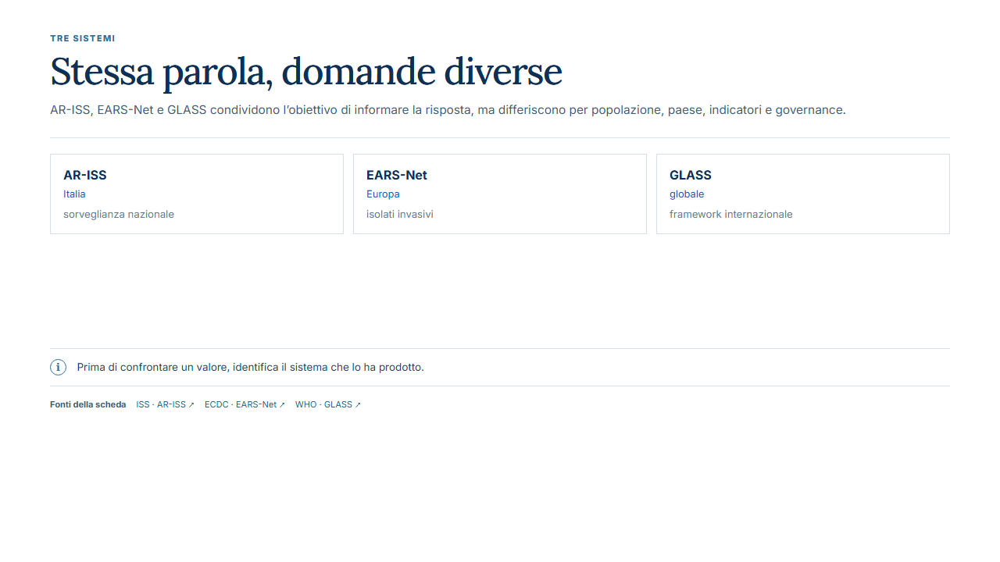 TRE SISTEMI
Stessa parola, domande diverse
AR-ISS, EARS-Net e GLASS condividono l’obiettivo di informare la risposta, ma differiscono per popolazione, paese, indicatori e governance.
AR-ISS
Italia
sorveglianza nazionale
EARS-Net
Europa
isolati invasivi
GLASS
globale
framework internazionale
i Prima di confrontare un valore, identifica il sistema che lo ha prodotto.
Fonti della scheda ISS · AR-ISS ↗ ECDC · EARS-Net ↗ WHO · GLASS ↗